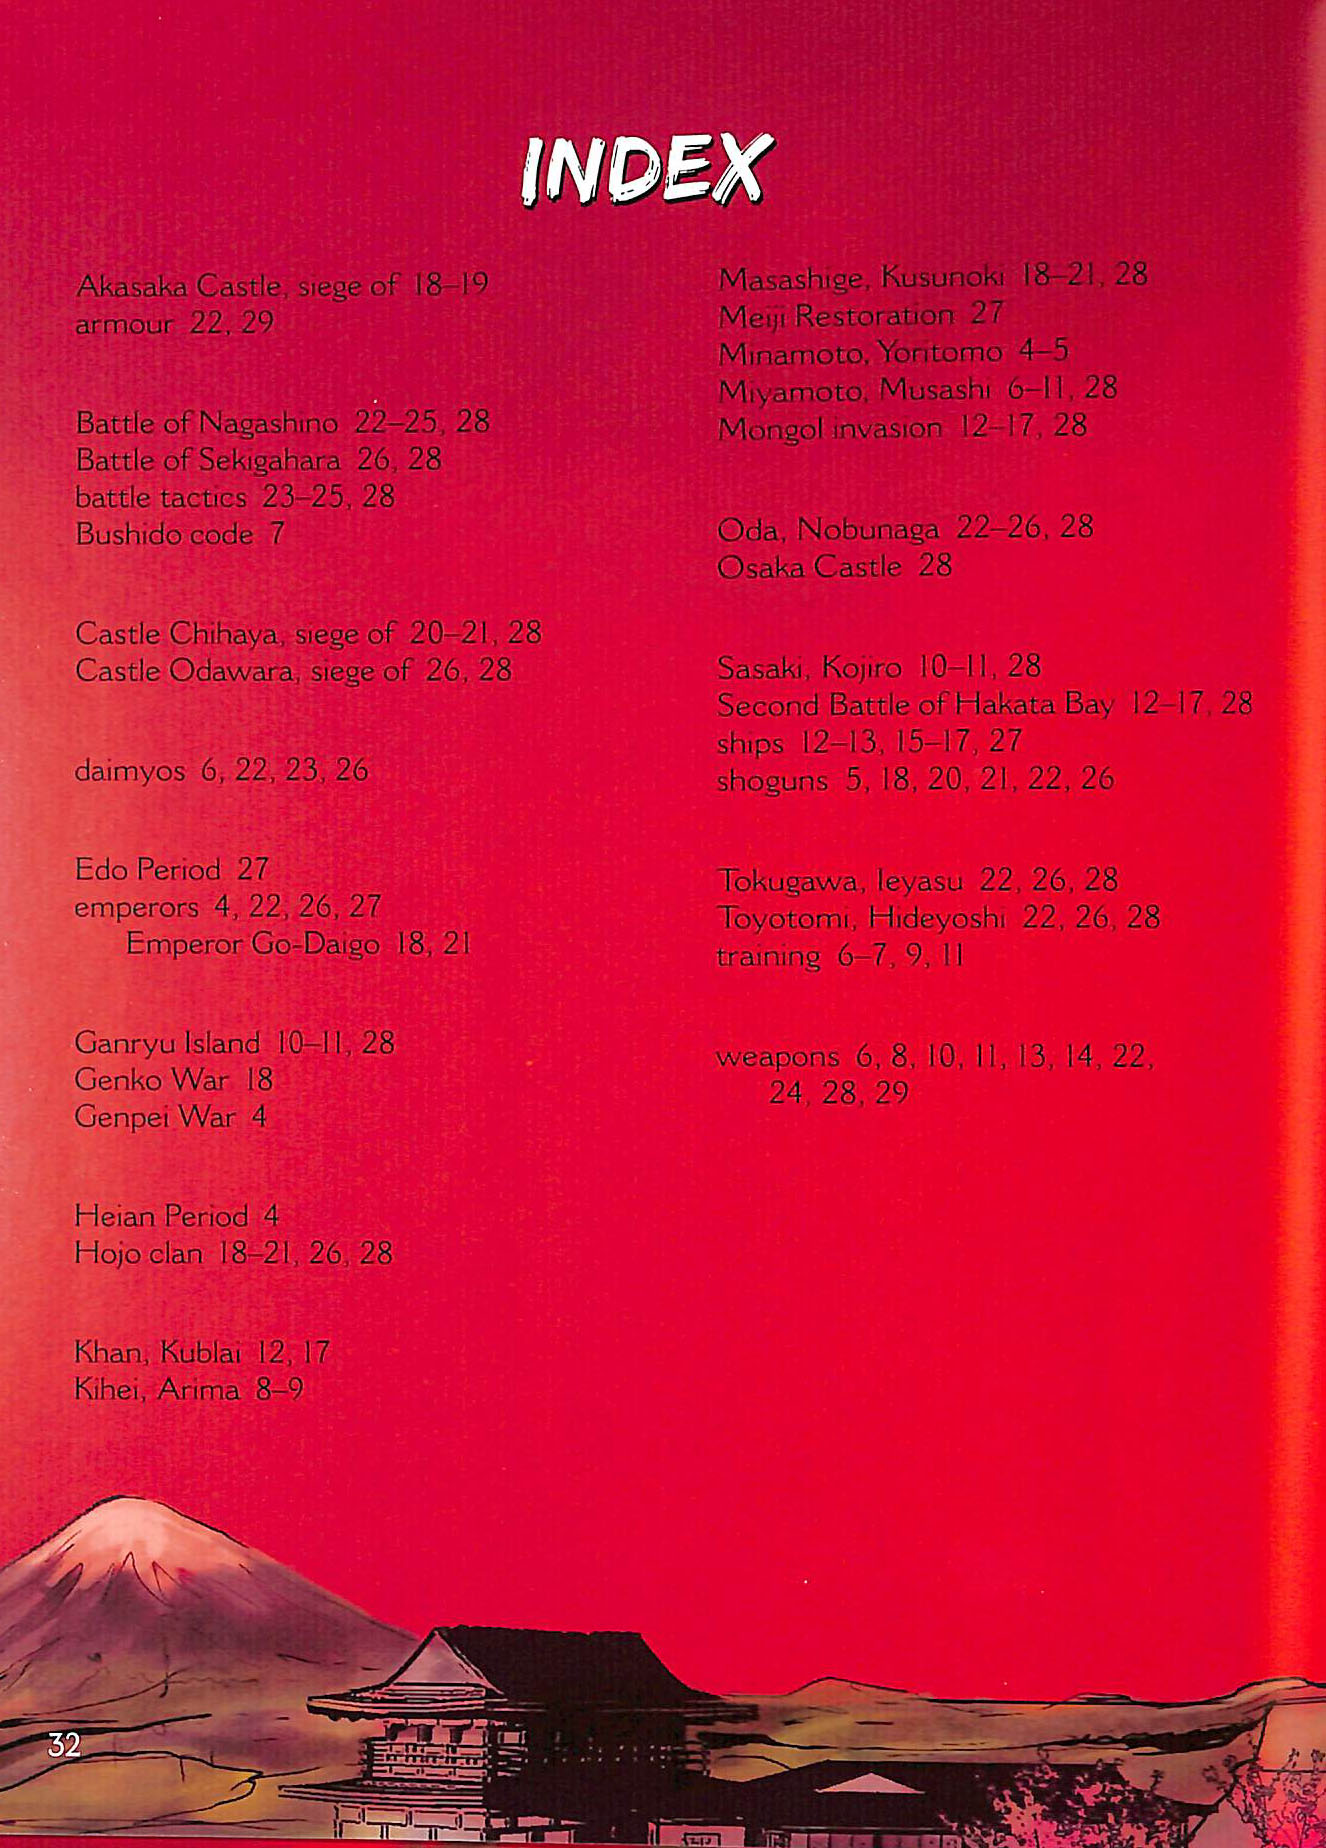 INDEX
Akasaka Castle, siege of 18–19
armour 22, 29
Battle of Nagashino 22–25, 28
Battle of Sekigahara 26, 28
battle tactics 23–25, 28
Bushido code 7
Castle Chihaya, siege of 20–21, 28
Castle Odawara, siege of 26, 28
daimyos 6, 22, 23, 26
Edo Period 27
emperors 4, 22, 26, 27
Emperor Go-Daigo 18, 21
Ganryu Island 10–11, 28
Genko War 18
Genpei War 4
Heian Period 4
Hojo clan 18–21, 26, 28
Khan, Kublai 12, 17
Kihei, Arima 8–9
Masashige, Kusunoki 18–21, 28
Meiji Restoration 27
Minamoto, Yoritomo 4–5
Miyamoto, Musashi 6–11, 28
Mongol invasion 12–17, 28
Oda, Nobunaga 22–26, 28
Osaka Castle 28
Sasaki, Kojiro 10–11, 28
Second Battle of Hakata Bay 12–17, 28
ships 12–13, 15–17, 27
shoguns 5, 18, 20, 21, 22, 26
Tokugawa, Ieyasu 22, 26, 28
Toyotomi, Hideyoshi 22, 26, 28
training 6–7, 9, 11
weapons 6, 8, 10, 11, 13, 14, 22,
24, 28, 29
32